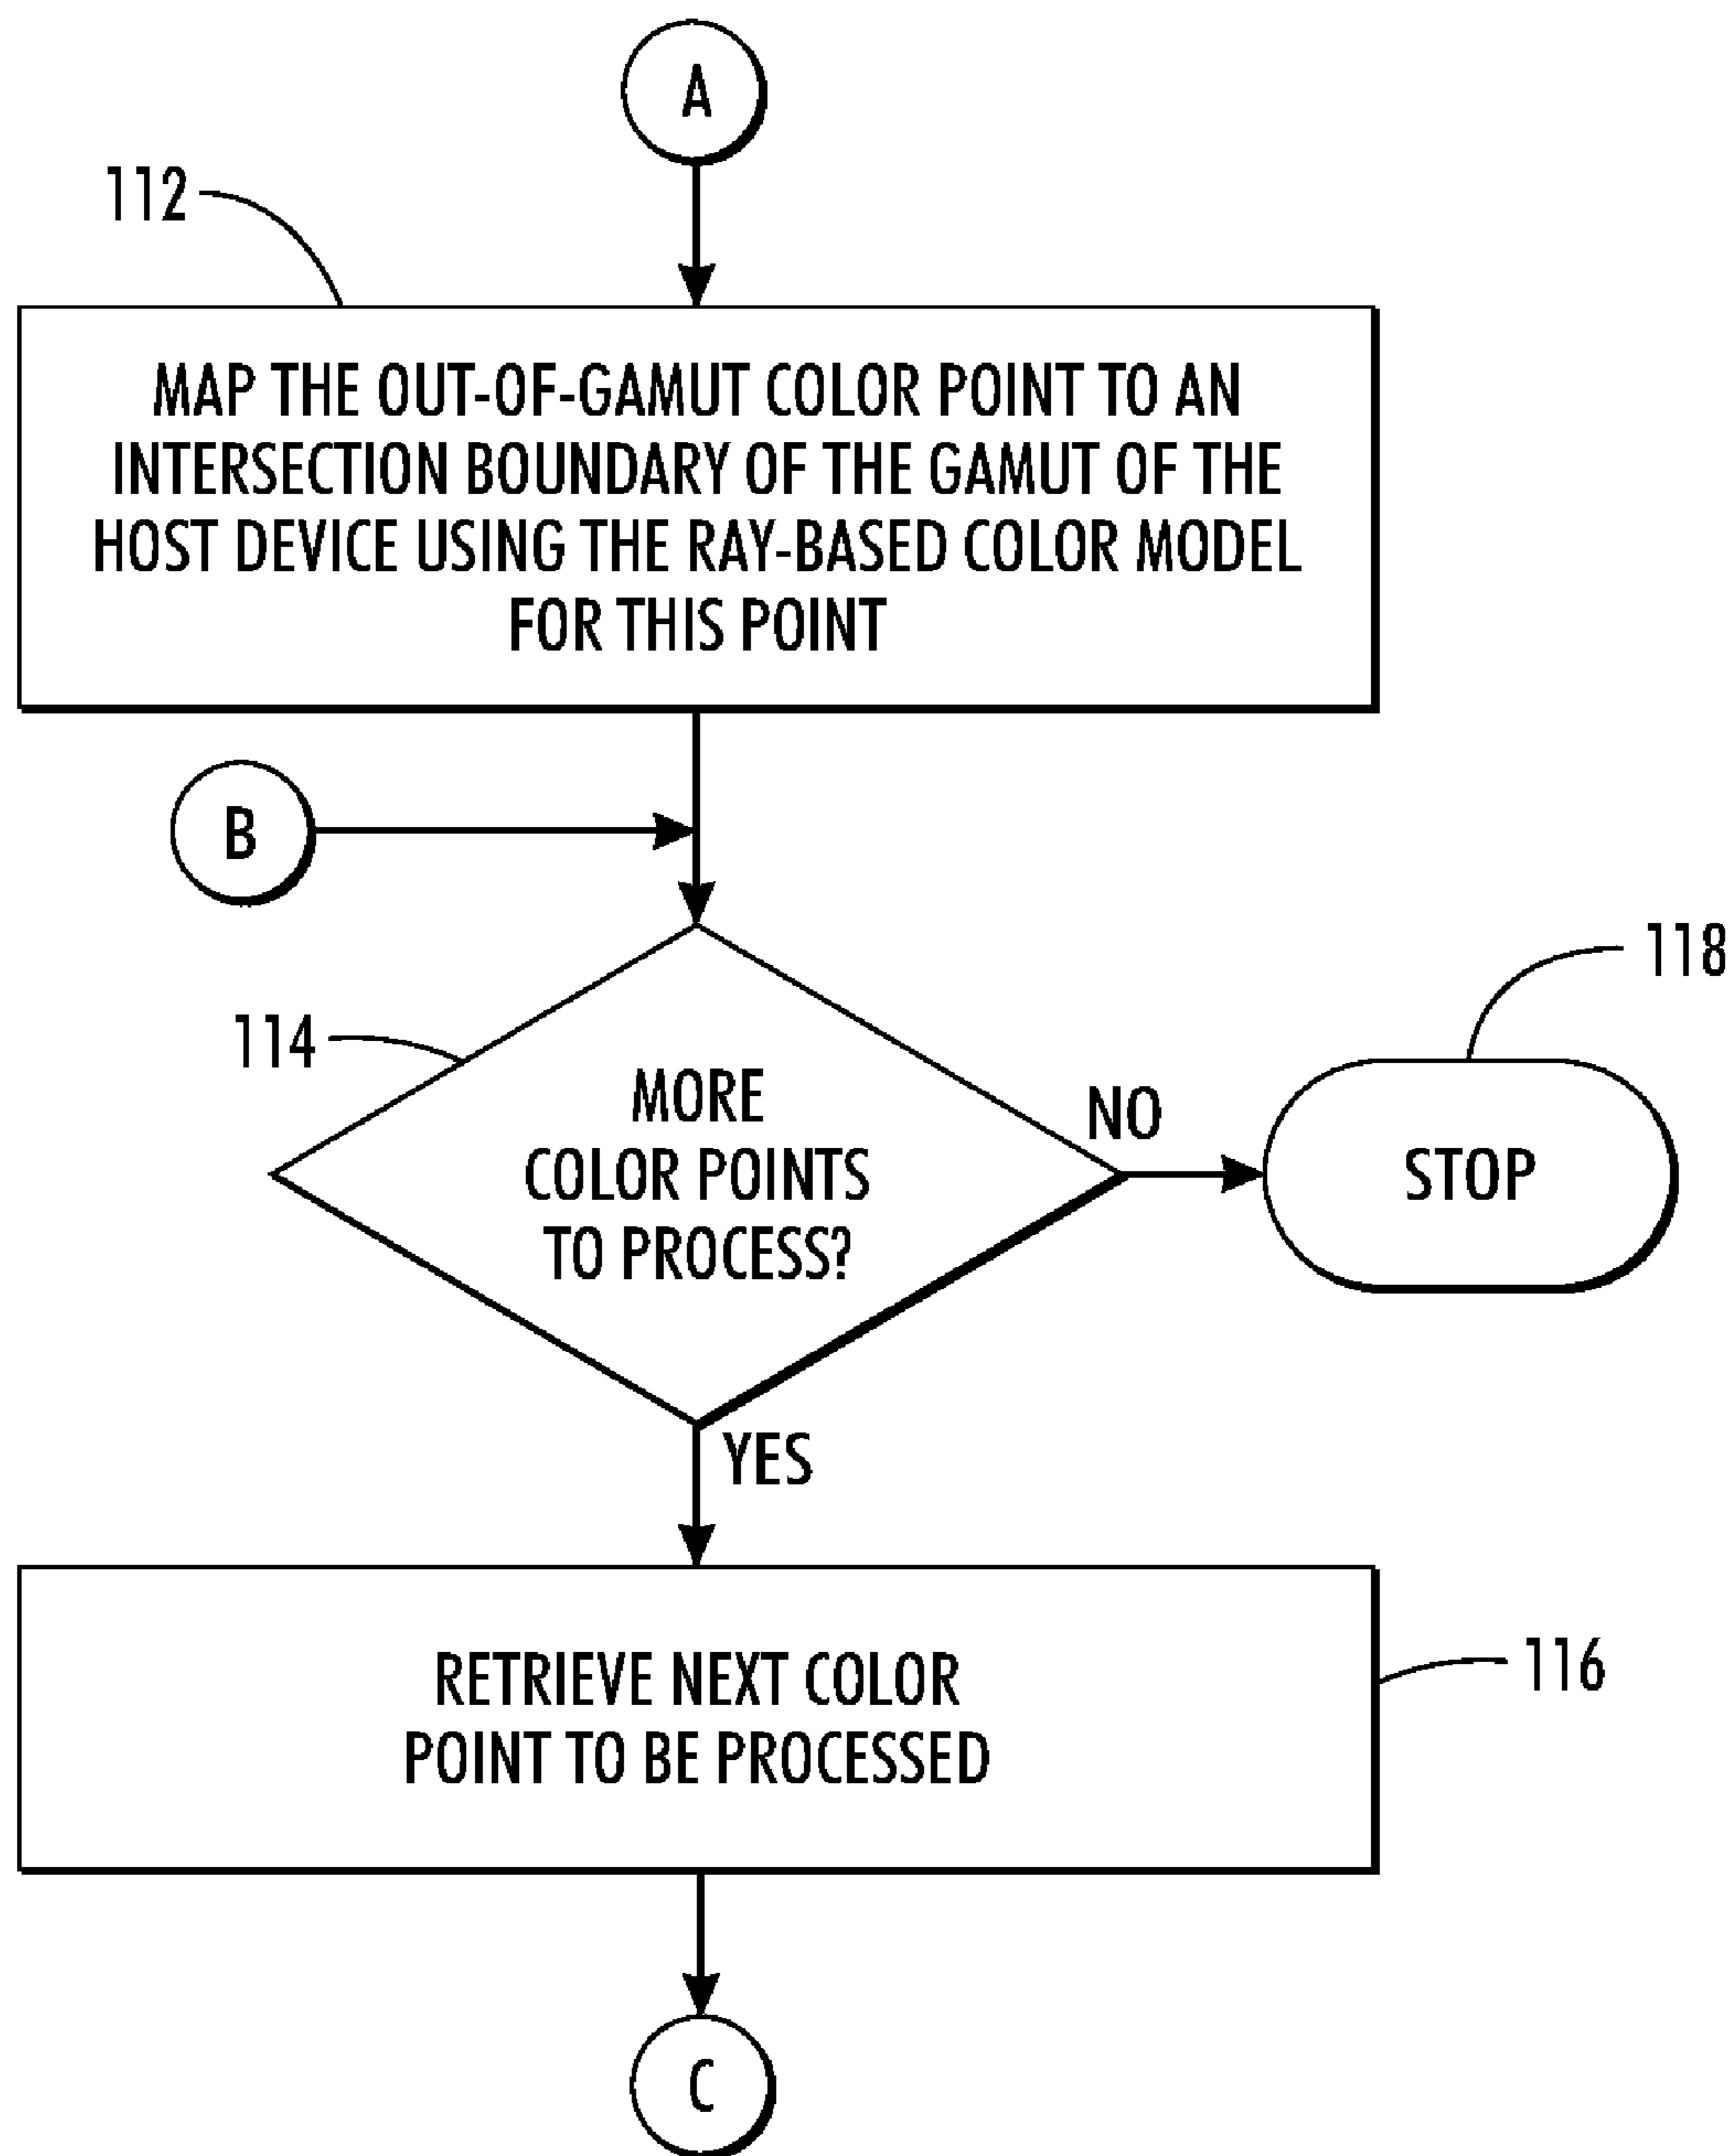 A
112
MAP THE OUT-OF-GAMUT COLOR POINT TO AN
INTERSECTION BOUNDARY OF THE GAMUT OF THE
HOST DEVICE USING THE RAY-BASED COLOR MODEL
FOR THIS POINT
B
118
114
MORE
COLOR POINTS
TO PROCESS?
NO
STOP
YES
RETRIEVE NEXT COLOR
POINT TO BE PROCESSED
116
C